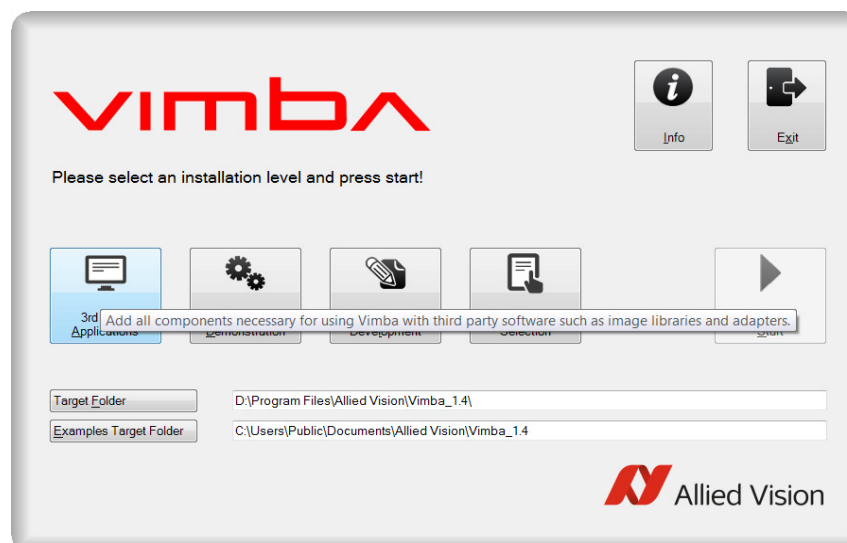 vimba
Info
Exit
Please select an installation level and press start!
3rd
Applications
Add all components necessary for using Vimba with third party software such as image libraries and adapters.
Target Folder
D:\Program Files\Allied Vision\Vimba_1.4\
Examples Target Folder
C:\Users\Public\Documents\Allied Vision\Vimba_1.4
Allied Vision